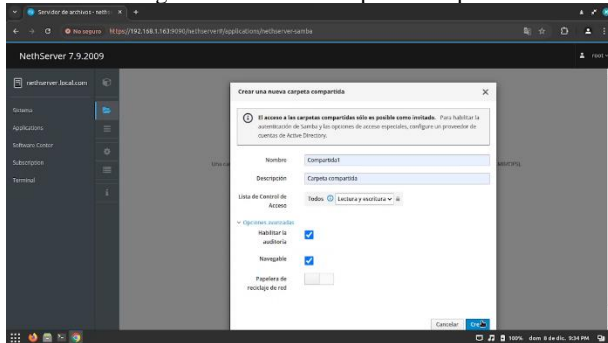 Servidor de archivos - neths
No seguro https://192.168.1.163:9090/nethserver#/applications/nethserver-samba
NethServer 7.9.2009
root
nethserver.local.com
Sistema
Applications
Software Center
Subscription
Terminal
Crear una nueva carpeta compartida
El acceso a las carpetas compartidas sólo es posible como invitado. Para habilitar la
autenticación de Samba y las opciones de acceso especiales, configure un proveedor de
cuentas de Active Directory.
Nombre
Compartida1
Descripción
Carpeta compartida
Lista de Control de
Acceso
Todos
Lectura y escritura
Opciones avanzadas
Habilitar la
auditoría
Navegable
Papelera de
reciclaje de red
Cancelar
100% dom 8 de dic, 9:34 PM